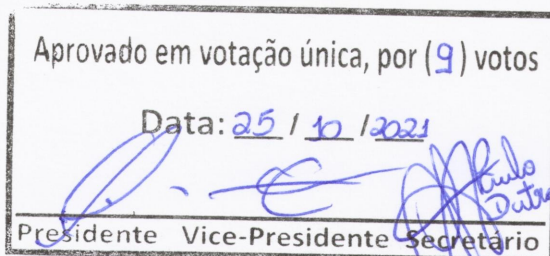 Aprovado em votação única, por (9) votos
Data: 25 / 10 / 2021
Paulo
Dutra
Presidente Vice-Presidente Secretário